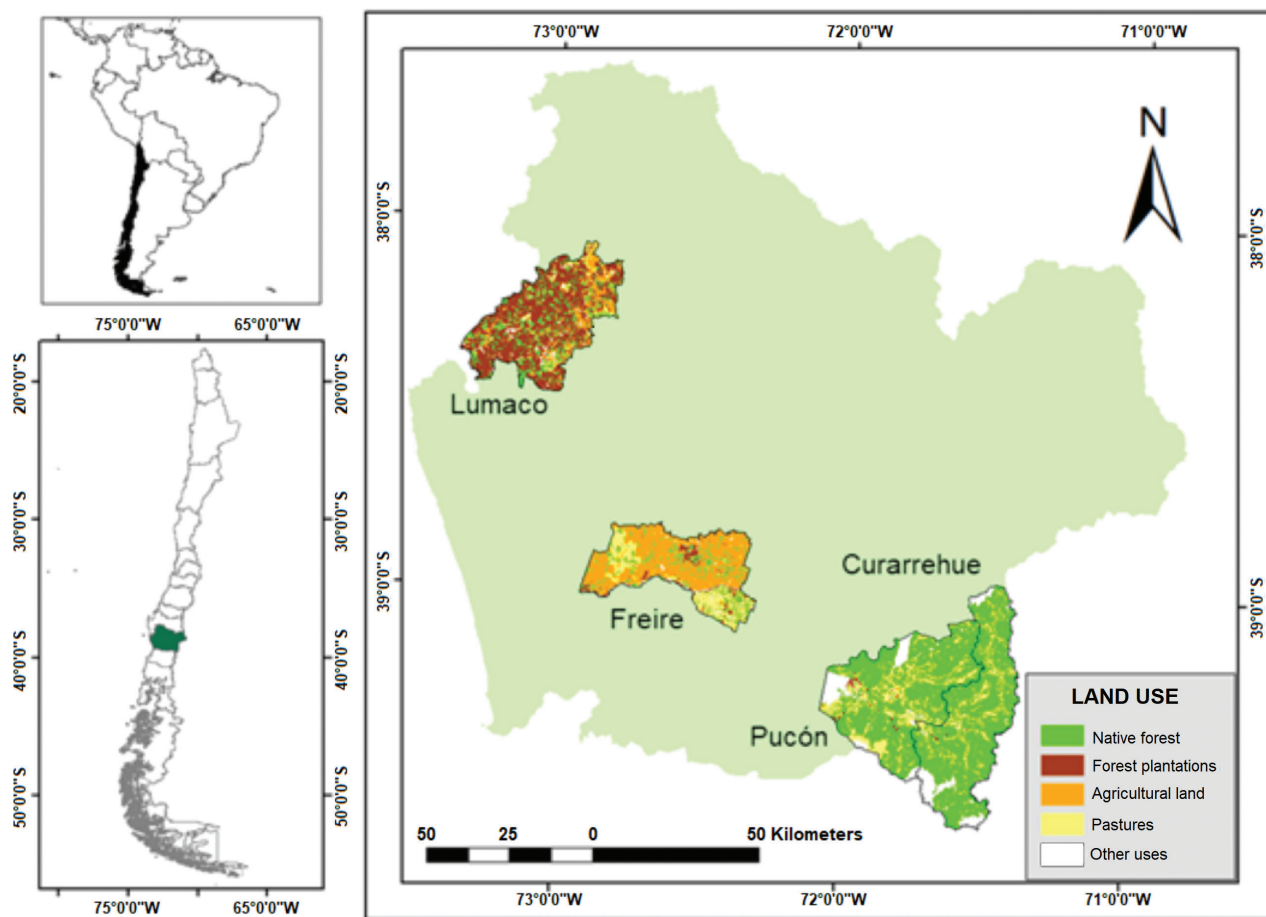 75°0'0"W 65°0'0"W
75°0'0"W 65°0'0"W
20°0'0"S 20°0'0"S
30°0'0"S 30°0'0"S
40°0'0"S 40°0'0"S
50°0'0"S 50°0'0"S
73°0'0"W 72°0'0"W 71°0'0"W
N
38°0'0"S 38°0'0"S
Lumaco
Curarrehue
39°0'0"S 39°0'0"S
Freire
Pucón
LAND USE
Native forest
Forest plantations
Agricultural land
Pastures
Other uses
50 25 0 50 Kilometers
73°0'0"W 72°0'0"W 71°0'0"W